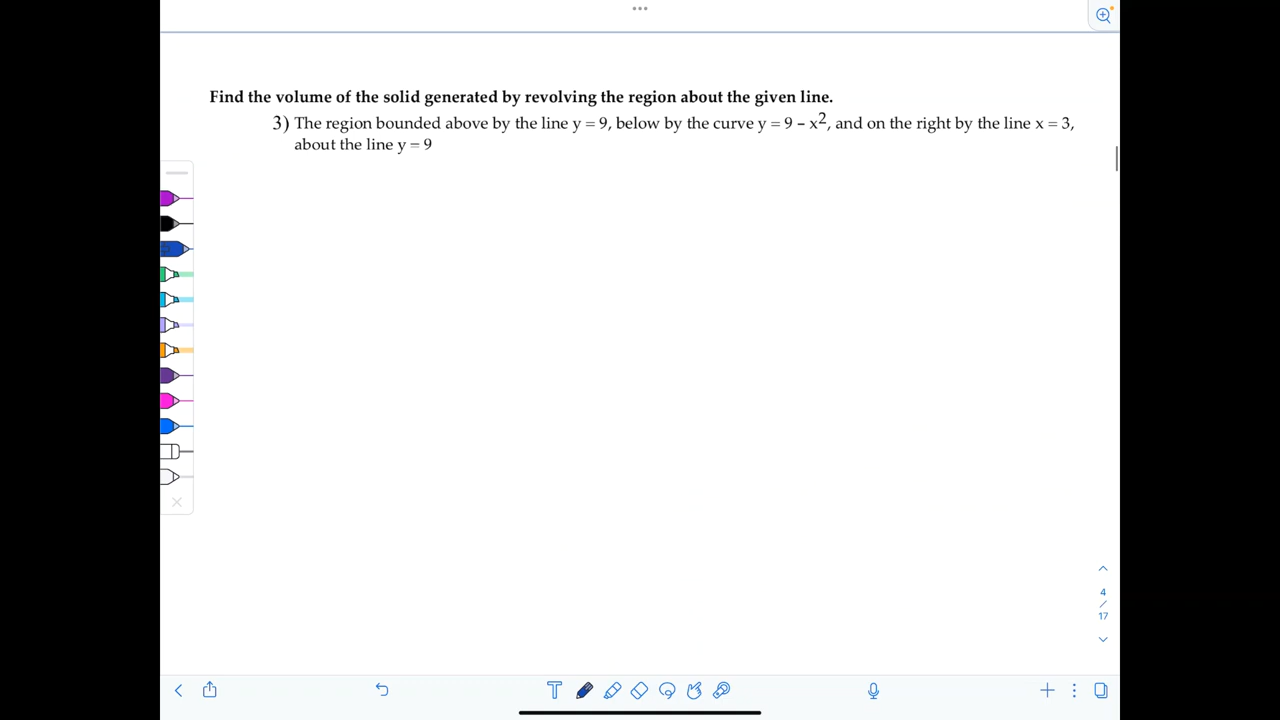 Find the volume of the solid generated by revolving the region about the given line.
3) The region bounded above by the line y = 9, below by the curve y = 9 – x², and on the right by the line x = 3,
about the line y = 9
4
/
17